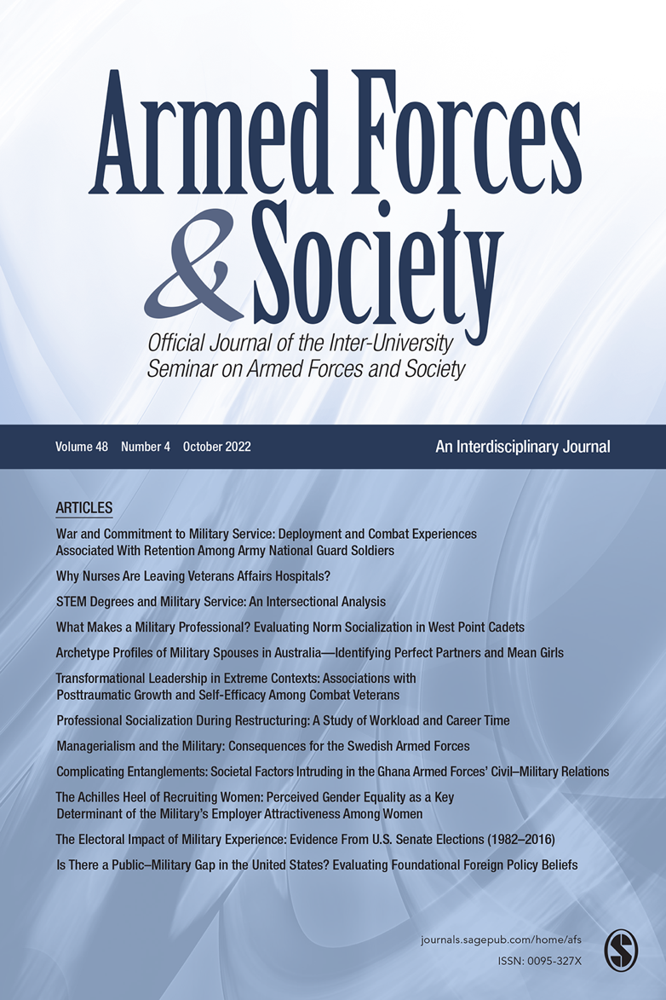 Armed Forces
& Society
Official Journal of the Inter-University
Seminar on Armed Forces and Society
Volume 48 Number 4 October 2022
An Interdisciplinary Journal
ARTICLES
War and Commitment to Military Service: Deployment and Combat Experiences
Associated With Retention Among Army National Guard Soldiers
Why Nurses Are Leaving Veterans Affairs Hospitals?
STEM Degrees and Military Service: An Intersectional Analysis
What Makes a Military Professional? Evaluating Norm Socialization in West Point Cadets
Archetype Profiles of Military Spouses in Australia—Identifying Perfect Partners and Mean Girls
Transformational Leadership in Extreme Contexts: Associations with
Posttraumatic Growth and Self-Efficacy Among Combat Veterans
Professional Socialization During Restructuring: A Study of Workload and Career Time
Managerialism and the Military: Consequences for the Swedish Armed Forces
Complicating Entanglements: Societal Factors Intruding in the Ghana Armed Forces’ Civil–Military Relations
The Achilles Heel of Recruiting Women: Perceived Gender Equality as a Key
Determinant of the Military’s Employer Attractiveness Among Women
The Electoral Impact of Military Experience: Evidence From U.S. Senate Elections (1982–2016)
Is There a Public–Military Gap in the United States? Evaluating Foundational Foreign Policy Beliefs
journals.sagepub.com/home/afs
ISSN: 0095-327X
S